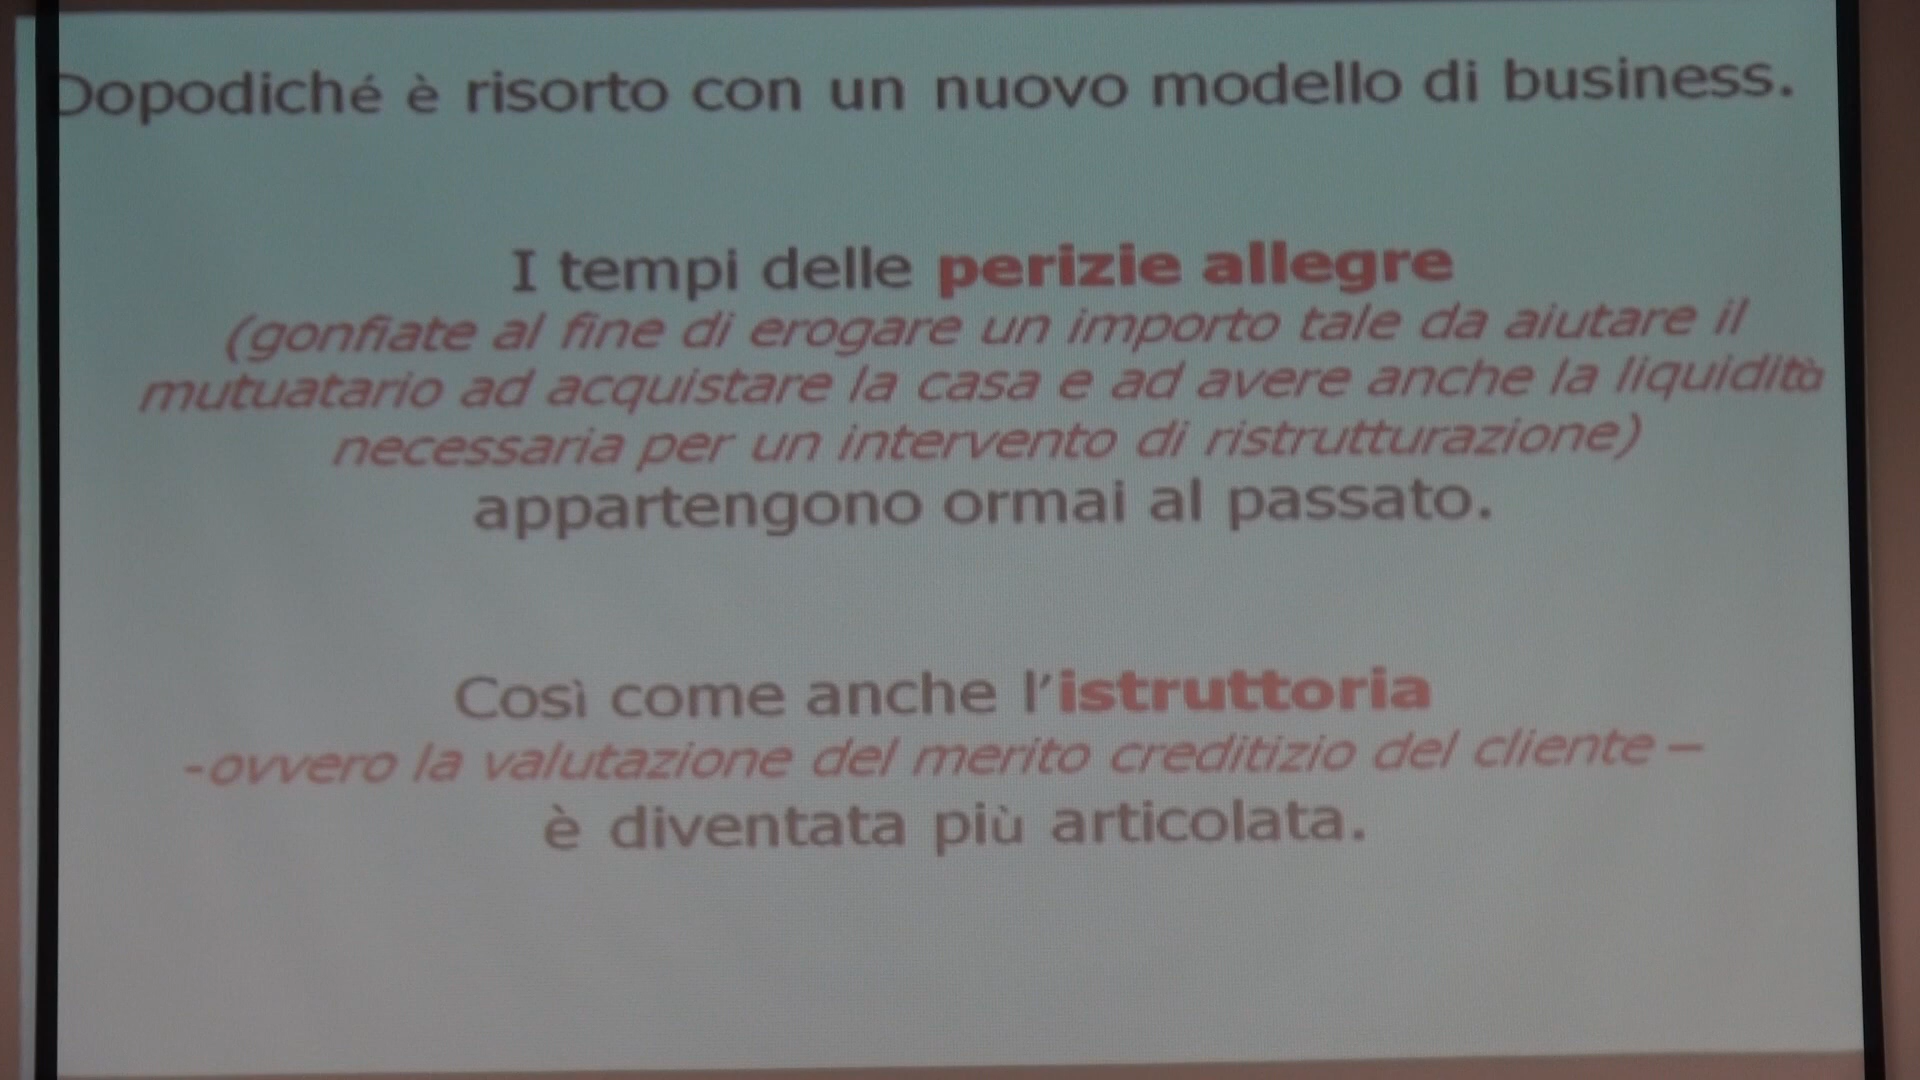 Dopodiché è risorto con un nuovo modello di business.
I tempi delle perizie allegre
(gonfiate al fine di erogare un importo tale da aiutare il
mutuatario ad acquistare la casa e ad avere anche la liquidità
necessaria per un intervento di ristrutturazione)
appartengono ormai al passato.
Così come anche l'istruttoria
-ovvero la valutazione del merito creditizio del cliente –
è diventata più articolata.